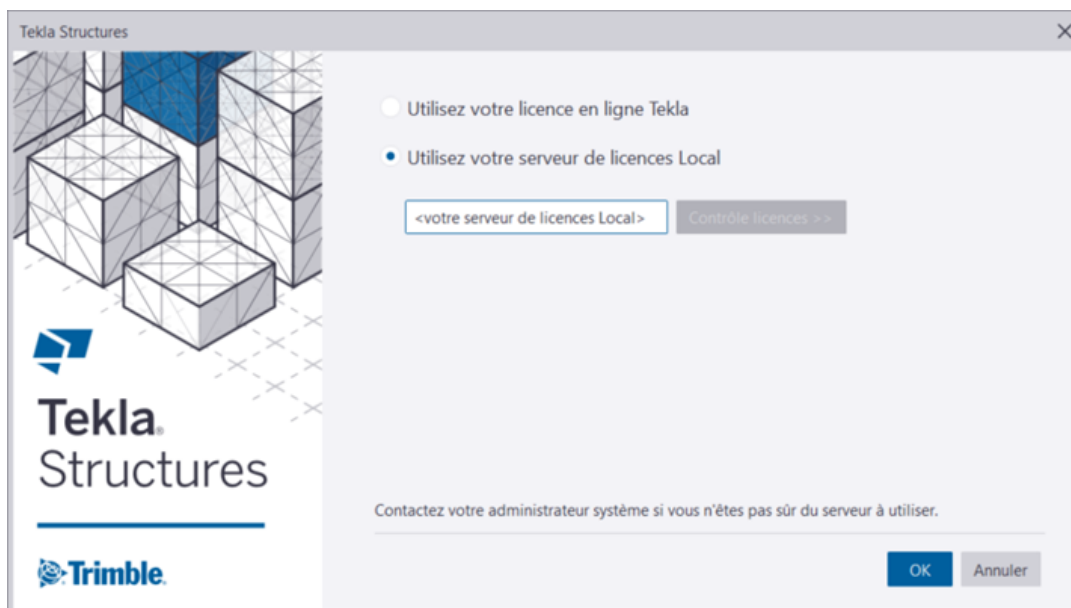 Tekla Structures
Utilisez votre licence en ligne Tekla
Utilisez votre serveur de licences Local
<votre serveur de licences Local>
Contrôle licences >>
Tekla®
Structures
Trimble.
Contactez votre administrateur système si vous n'êtes pas sûr du serveur à utiliser.
OK
Annuler